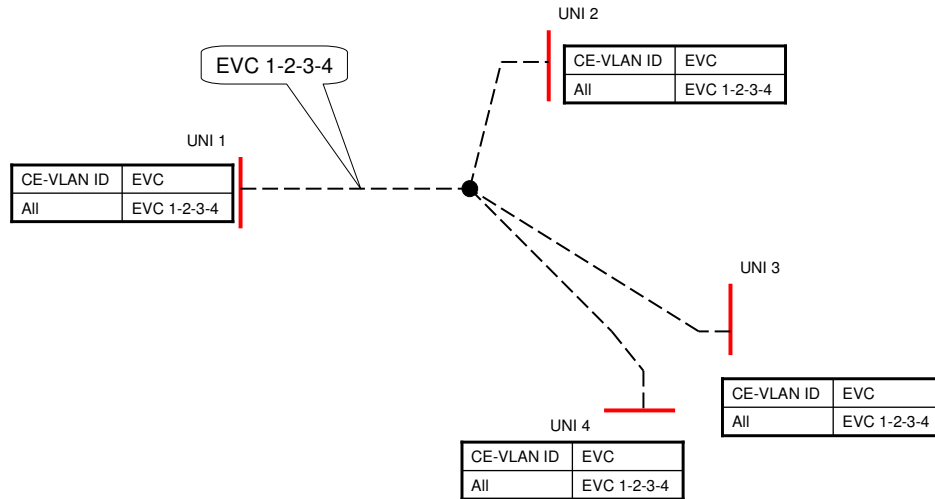 UNI 2
EVC 1-2-3-4
CE-VLAN ID EVC
All EVC 1-2-3-4
UNI 1
CE-VLAN ID EVC
All EVC 1-2-3-4
UNI 3
CE-VLAN ID EVC
All EVC 1-2-3-4
UNI 4
CE-VLAN ID EVC
All EVC 1-2-3-4